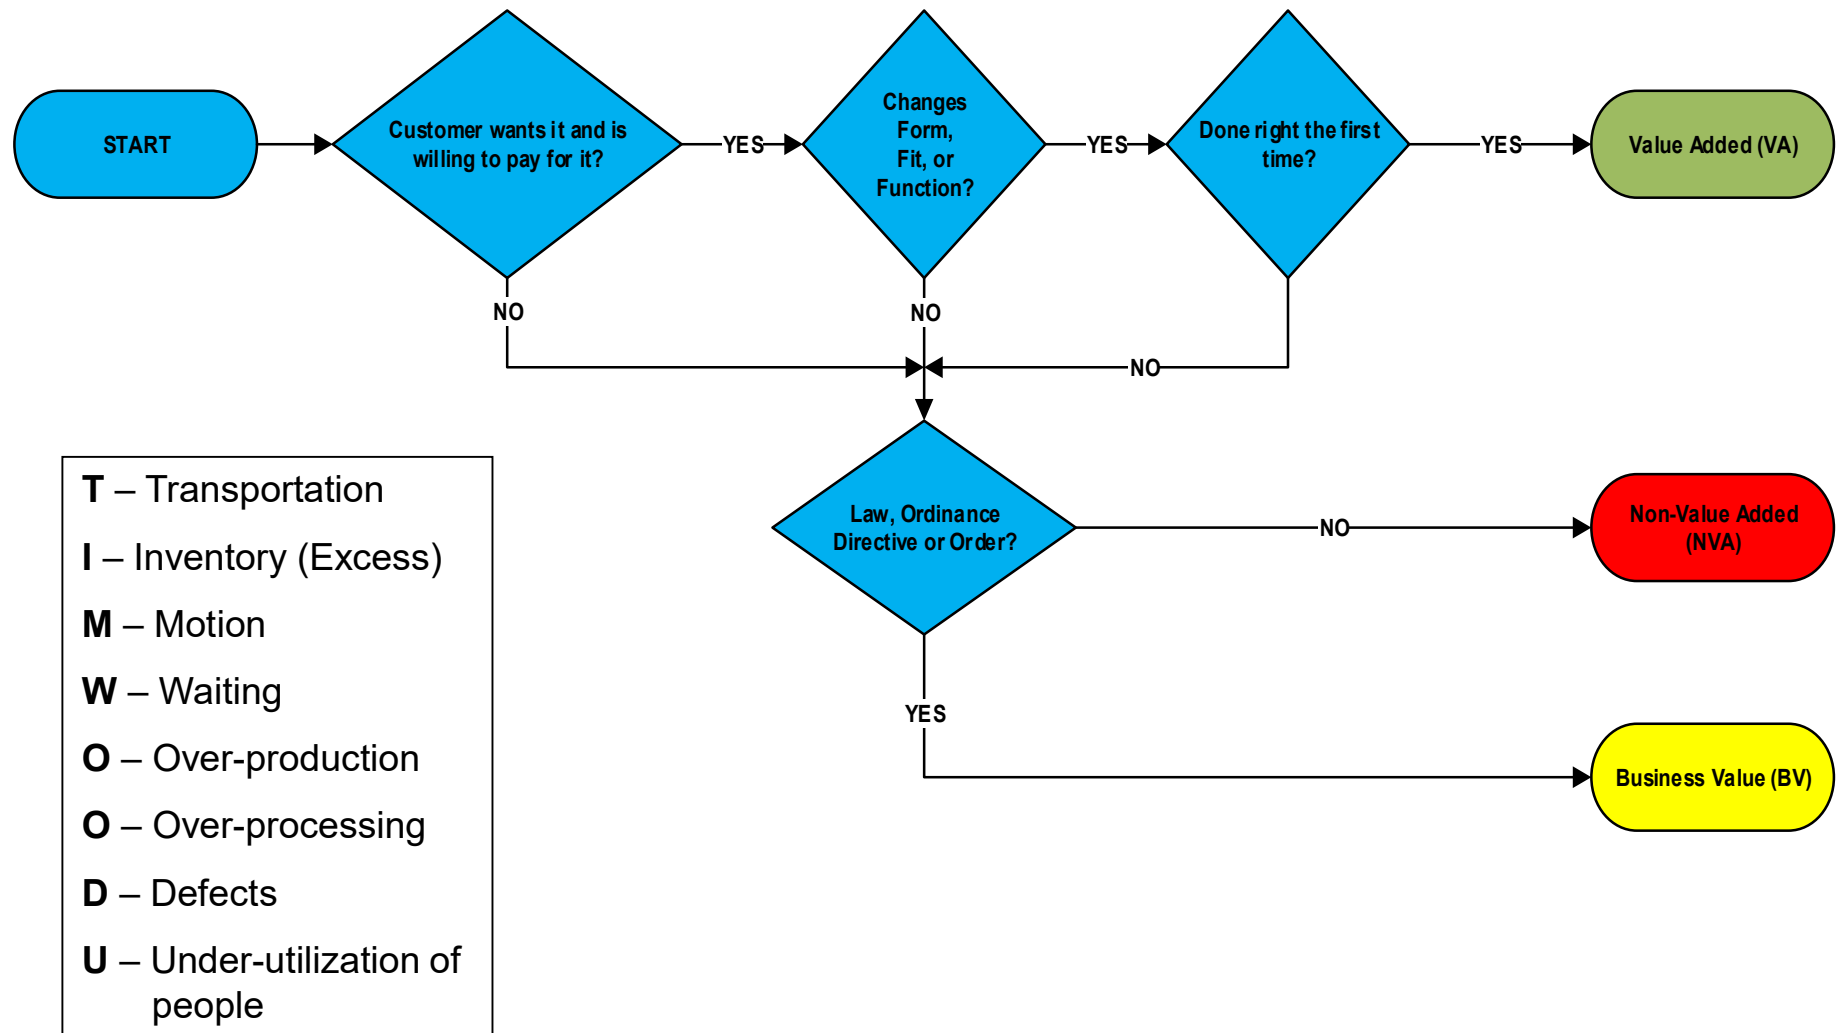 START
Customer wants it and is
willing to pay for it?
YES
Changes
Form,
Fit, or
Function?
YES
Done right the first
time?
YES
Value Added (VA)
NO
NO
NO
Law, Ordinance
Directive or Order?
NO
Non-Value Added
(NVA)
YES
Business Value (BV)
T – Transportation
I – Inventory (Excess)
M – Motion
W – Waiting
O – Over-production
O – Over-processing
D – Defects
U – Under-utilization of
people